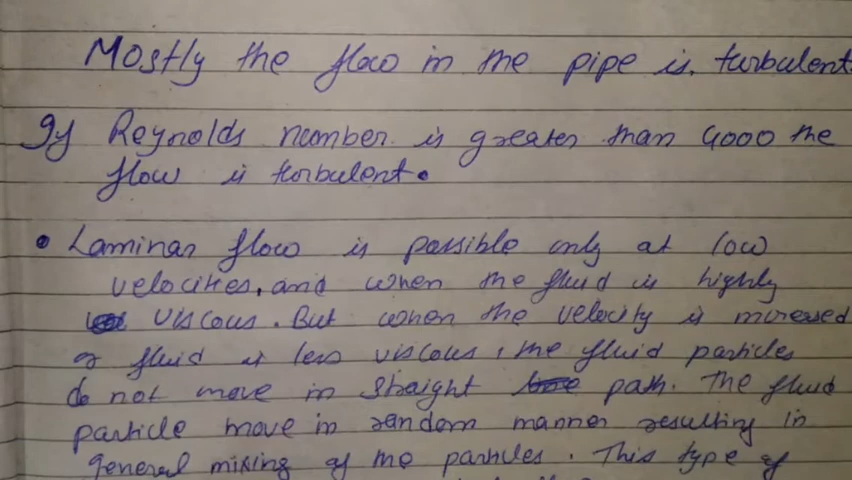 Mostly the flow in the pipe is turbulent.
If Reynolds number is greater than 4000 the
flow is turbulent.
• Laminar flow is possible only at low
velocities, and when the fluid is highly
viscous. But when the velocity is increased
or fluid is less viscous, the fluid particles
do not move in straight path. The fluid
particle move in random manner resulting in
general mixing of the particles. This type of